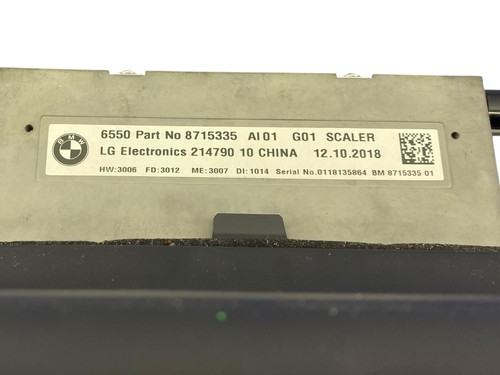 BMW
6550 Part No 8715335 AI 01 G01 SCALER
LG Electronics 214790 10 CHINA 12.10.2018
HW:3006 FD:3012 ME:3007 DI:1014 Serial No.0118135864 BM 8715335 01